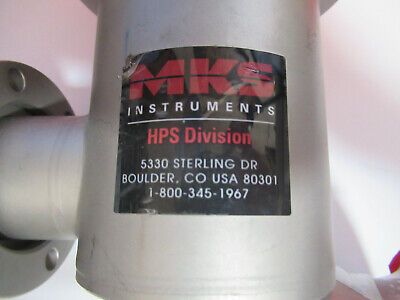 MKS
INSTRUMENTS
HPS Division
5330 STERLING DR
BOULDER, CO USA 80301
1-800-345-1967